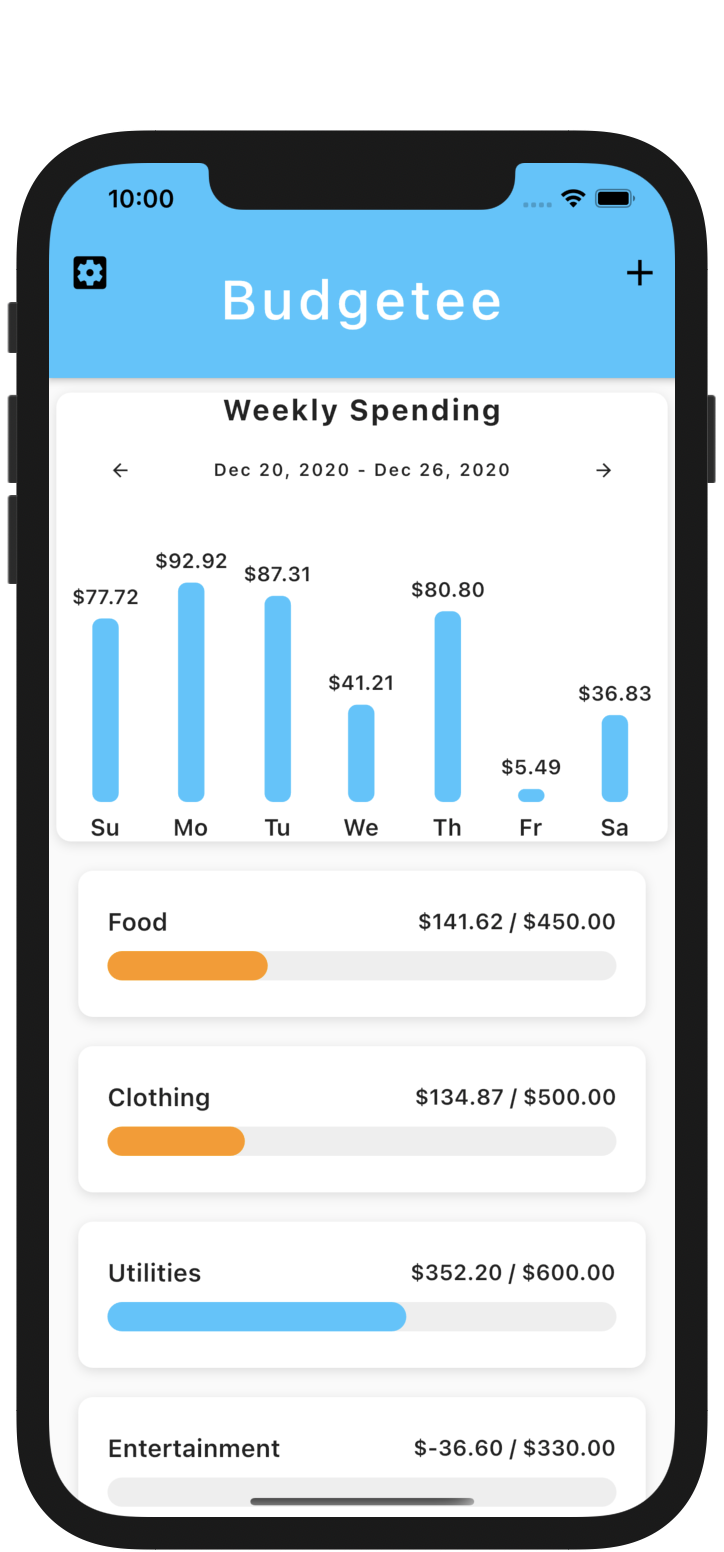 10:00
Budgetee
Weekly Spending
Dec 20, 2020 - Dec 26, 2020
$77.72 $92.92 $87.31 $41.21 $80.80 $5.49 $36.83
Su Mo Tu We Th Fr Sa
Food $141.62 / $450.00
Clothing $134.87 / $500.00
Utilities $352.20 / $600.00
Entertainment $-36.60 / $330.00